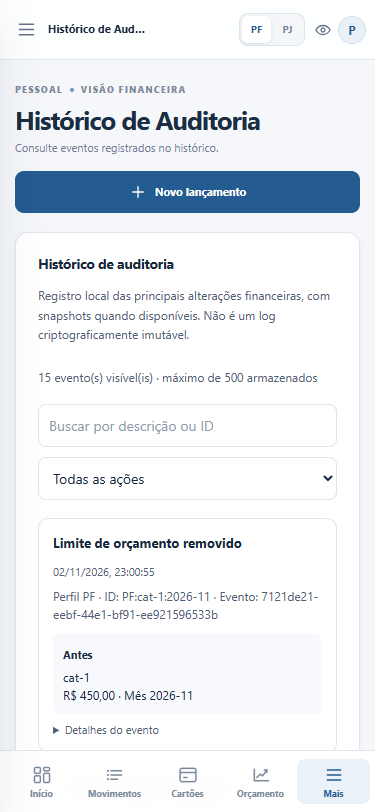 Histórico de Aud...
PF
PJ
P
PESSOAL • VISÃO FINANCEIRA
Histórico de Auditoria
Consulte eventos registrados no histórico.
+ Novo lançamento
Histórico de auditoria
Registro local das principais alterações financeiras, com
snapshots quando disponíveis. Não é um log
criptograficamente imutável.
15 evento(s) visível(is) · máximo de 500 armazenados
Buscar por descrição ou ID
Todas as ações
Limite de orçamento removido
02/11/2026, 23:00:55
Perfil PF · ID: PF:cat-1:2026-11 · Evento: 7121de21-
eebf-44e1-bf91-ee921596533b
Antes
cat-1
R$ 450,00 · Mês 2026-11
Detalhes do evento
Início
Movimentos
Cartões
Orçamento
Mais